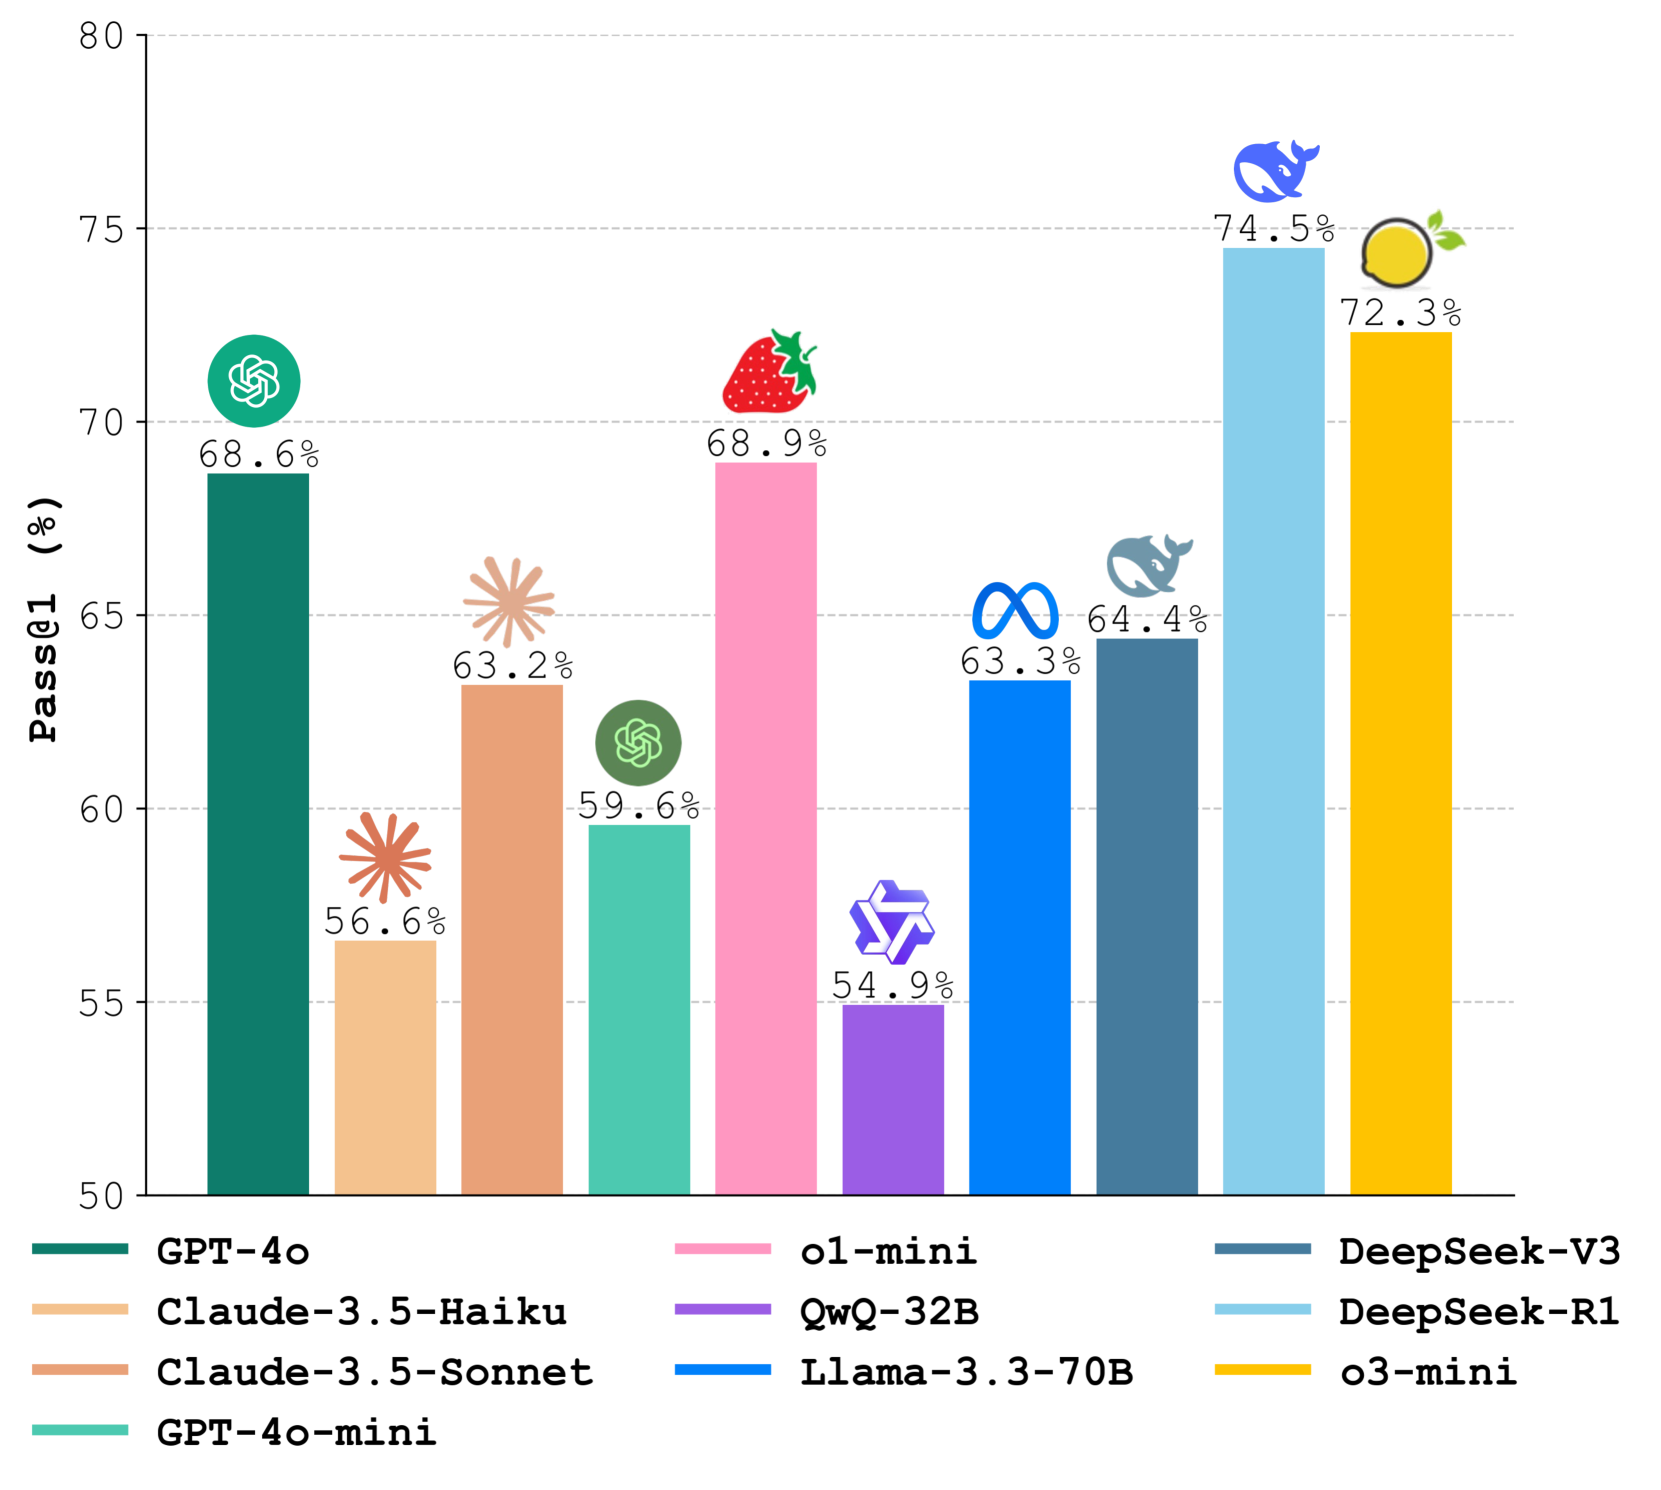 80
75
70
65
60
55
50
Pass@1 (%)
68.6%
56.6%
63.2%
59.6%
68.9%
54.9%
63.3%
64.4%
74.5%
72.3%
GPT-4o
Claude-3.5-Haiku
Claude-3.5-Sonnet
GPT-4o-mini
o1-mini
QwQ-32B
Llama-3.3-70B
DeepSeek-V3
DeepSeek-R1
o3-mini